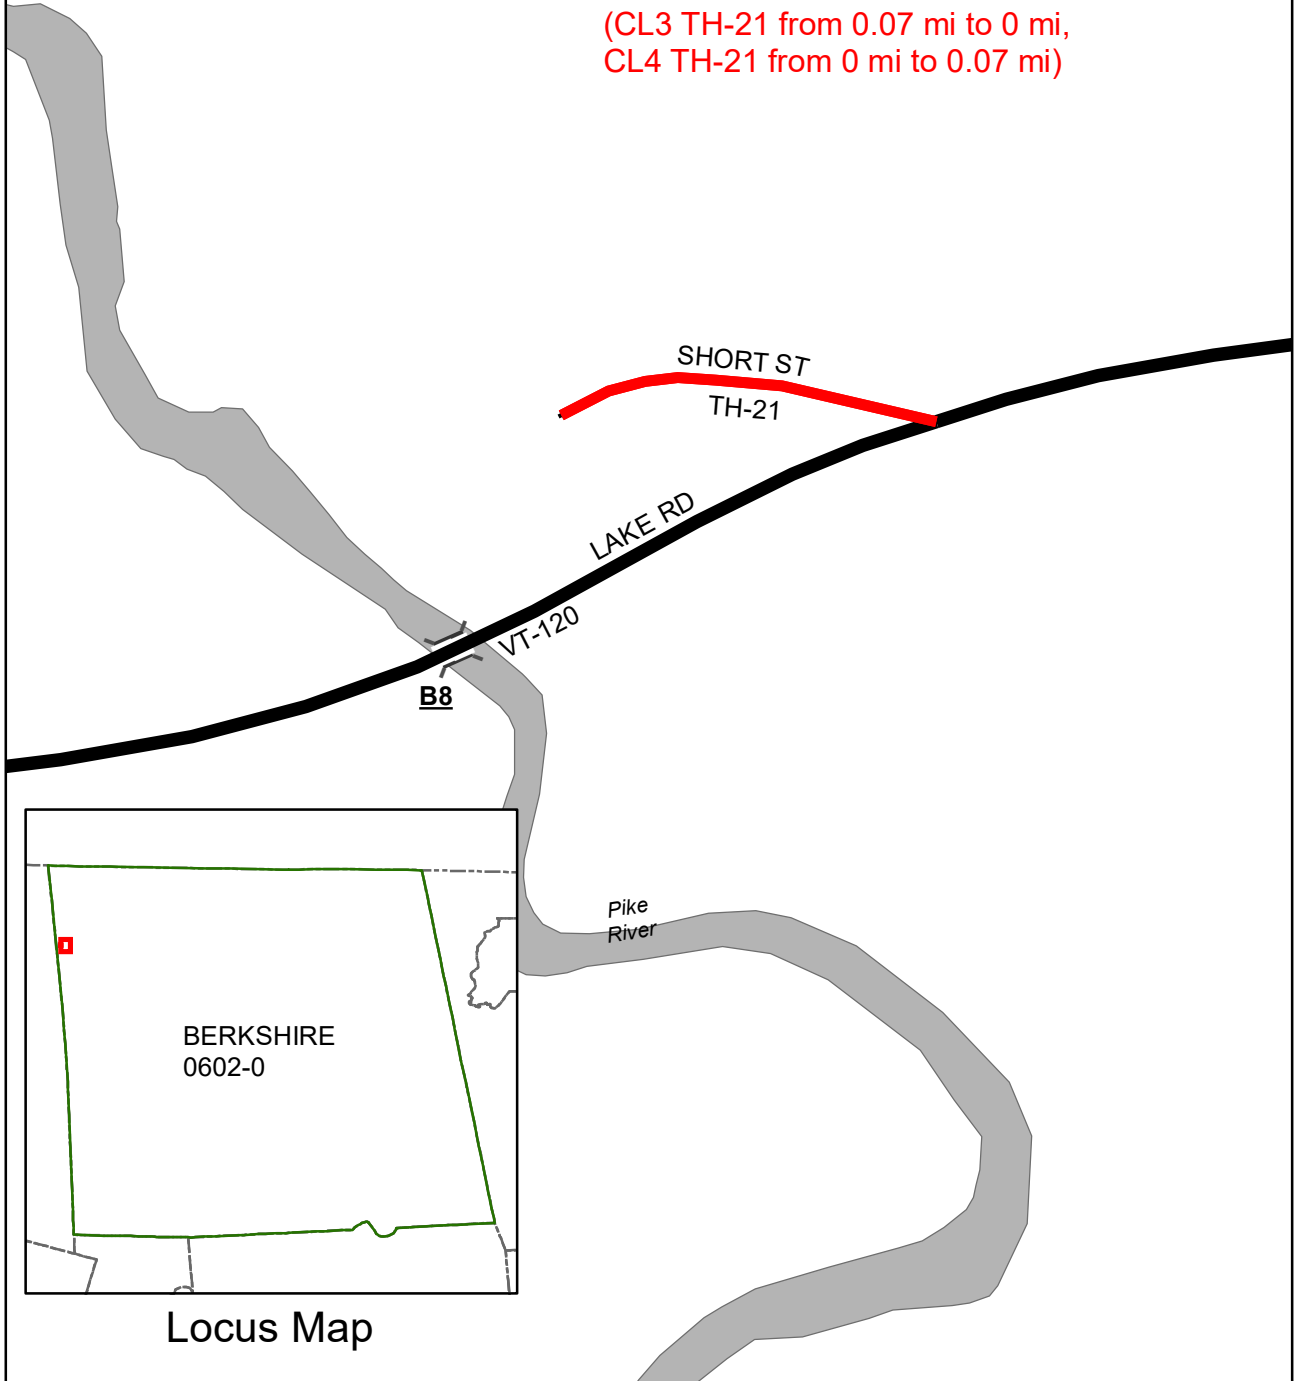 (CL3 TH-21 from 0.07 mi to 0 mi,
CL4 TH-21 from 0 mi to 0.07 mi)
SHORT ST
TH-21
LAKE RD
VT-120
B8
Pike
River
BERKSHIRE
0602-0
Locus Map